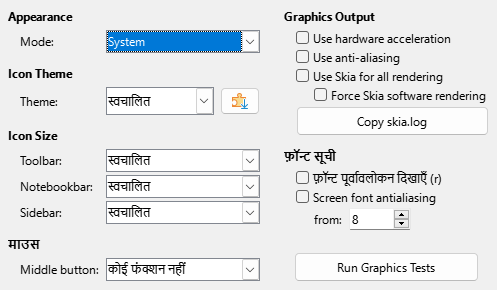 Appearance
Mode: System
Icon Theme
Theme: स्वचालित
Icon Size
Toolbar: स्वचालित
Notebookbar: स्वचालित
Sidebar: स्वचालित
माउस
Middle button: कोई फंक्शन नहीं
Graphics Output
Use hardware acceleration
Use anti-aliasing
Use Skia for all rendering
Force Skia software rendering
Copy skia.log
फ़ॉन्ट सूची
फ़ॉन्ट पूर्वावलोकन दिखाएँ (r)
Screen font antialiasing
from: 8
Run Graphics Tests